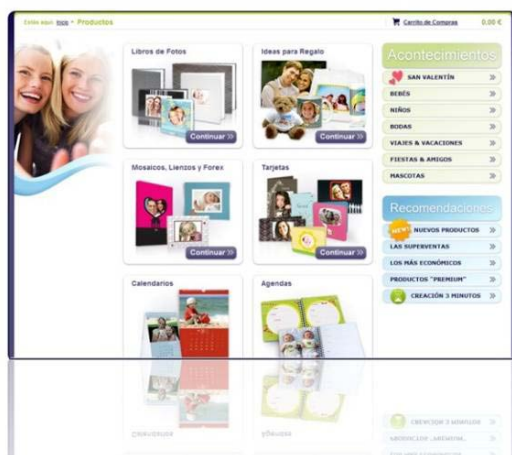 Estás aquí: Inicio - Productos
Carrito de Compras 0,00 €
Libros de Fotos
Continuar »
Ideas para Regalo
Continuar »
Mosaicos, Lienzos y Forex
Continuar »
Tarjetas
Continuar »
Calendarios
Agendas
Acontecimientos
SAN VALENTÍN »
BEBÉS »
NIÑOS »
BODAS »
VIAJES & VACACIONES »
FIESTAS & AMIGOS »
MASCOTAS »
Recomendaciones
NEW! NUEVOS PRODUCTOS »
LAS SUPERVENTAS »
LOS MÁS ECONÓMICOS »
PRODUCTOS "PREMIUM" »
CREACIÓN 3 MINUTOS »